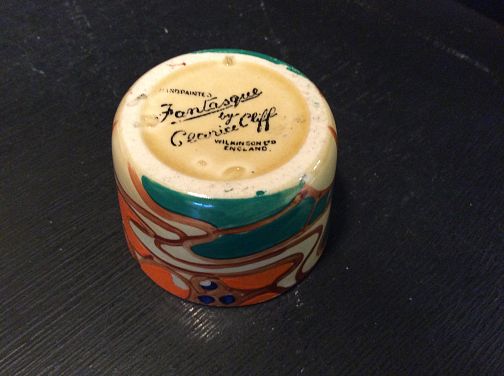 HANDPAINTED
Fantasque
by
Clarice Cliff
WILKINSON LTD
ENGLAND.